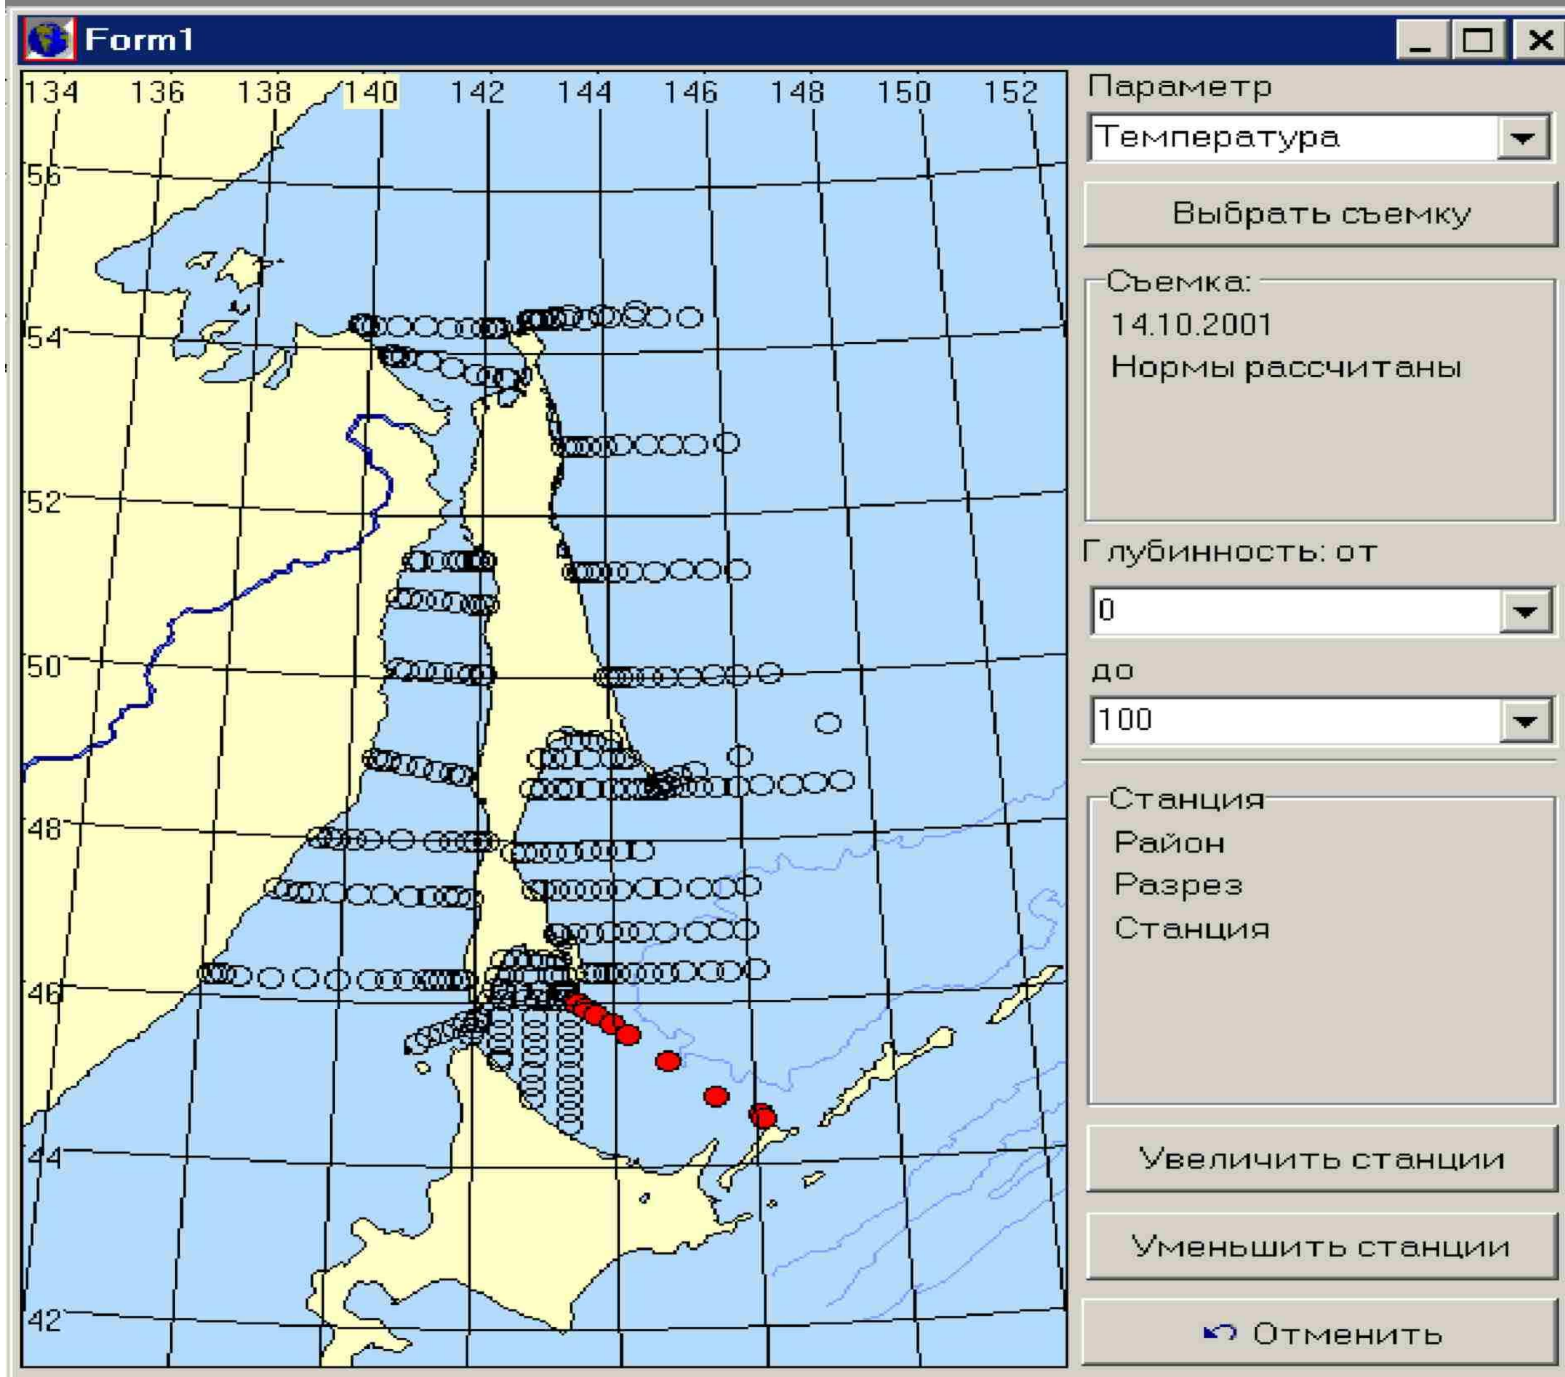 Form1
134 136 138 140 142 144 146 148 150 152
56
54
52
50
48
46
44
42
Параметр
Температура
Выбрать съемку
Съемка:
14.10.2001
Нормы рассчитаны
Глубинность: от
0
до
100
Станция
Район
Разрез
Станция
Увеличить станции
Уменьшить станции
Отменить